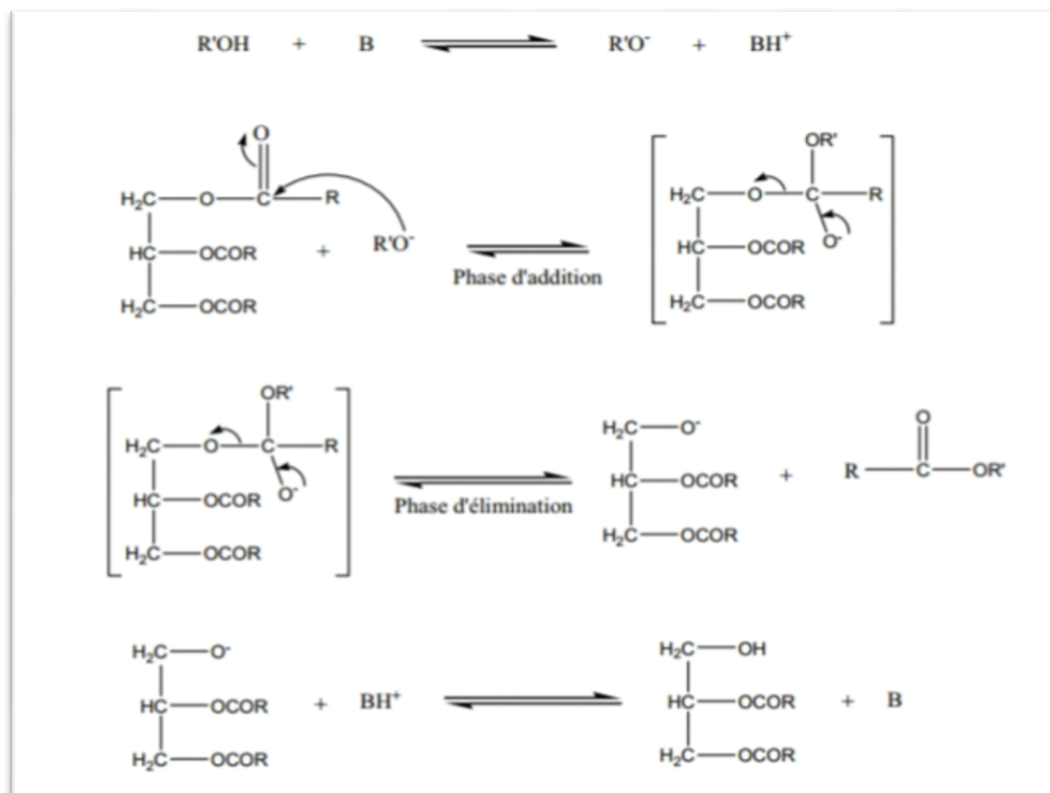 R'OH + B R'O⁻ + BH⁺
O
H₂C—O—C—R
HC—OCOR + R'O⁻
H₂C—OCOR
Phase d'addition
OR'
H₂C—O—C—R
O⁻
HC—OCOR
H₂C—OCOR
OR'
H₂C—O—C—R
O⁻
HC—OCOR
H₂C—OCOR
Phase d'élimination
H₂C—O⁻
HC—OCOR +
H₂C—OCOR
O
R—C—OR'
H₂C—O⁻
HC—OCOR + BH⁺
H₂C—OCOR
H₂C—OH
HC—OCOR + B
H₂C—OCOR